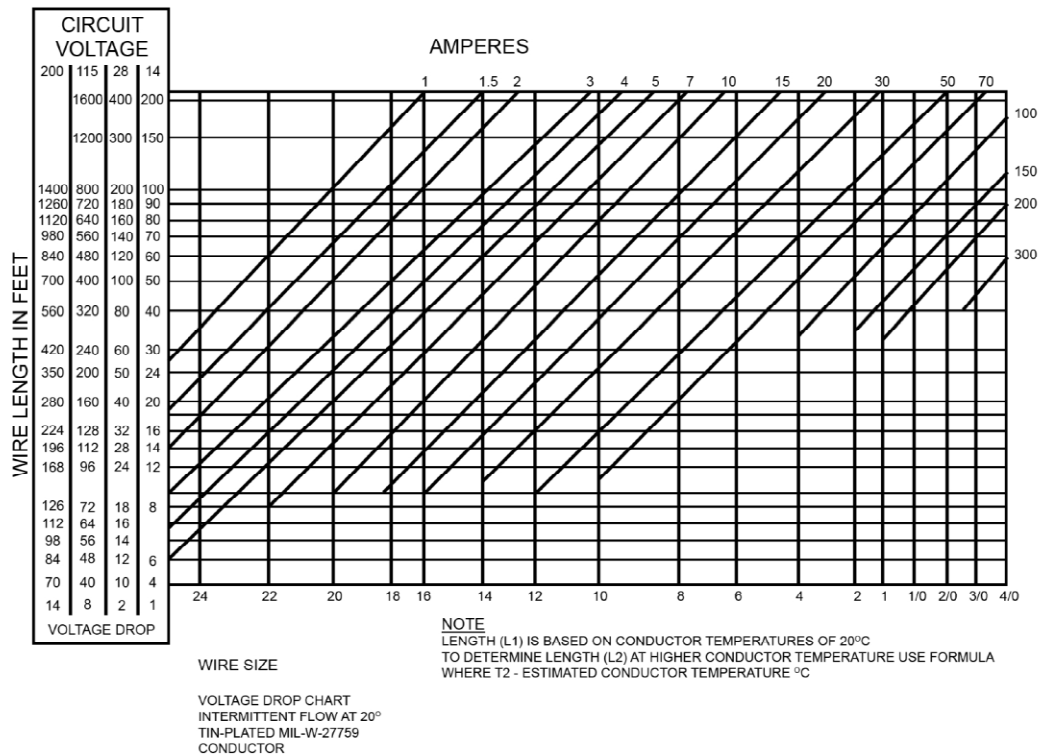 CIRCUIT
VOLTAGE
AMPERES
200 115 28 14
1 1.5 2 3 4 5 7 10 15 20 30 50 70
1600 400 200
100
1200 300 150
150
1400 800 200 100
1260 720 180 90
200
1120 640 160 80
980 560 140 70
840 480 120 60
300
700 400 100 50
560 320 80 40
420 240 60 30
350 200 50 24
280 160 40 20
224 128 32 16
196 112 28 14
168 96 24 12
126 72 18 8
112 64 16
98 56 14
84 48 12 6
70 40 10 4
14 8 2 1
VOLTAGE DROP
WIRE LENGTH IN FEET
24 22 20 18 16 14 12 10 8 6 4 2 1 1/0 2/0 3/0 4/0
NOTE
LENGTH (L1) IS BASED ON CONDUCTOR TEMPERATURES OF 20°C
TO DETERMINE LENGTH (L2) AT HIGHER CONDUCTOR TEMPERATURE USE FORMULA
WHERE T2 - ESTIMATED CONDUCTOR TEMPERATURE °C
WIRE SIZE
VOLTAGE DROP CHART
INTERMITTENT FLOW AT 20°
TIN-PLATED MIL-W-27759
CONDUCTOR